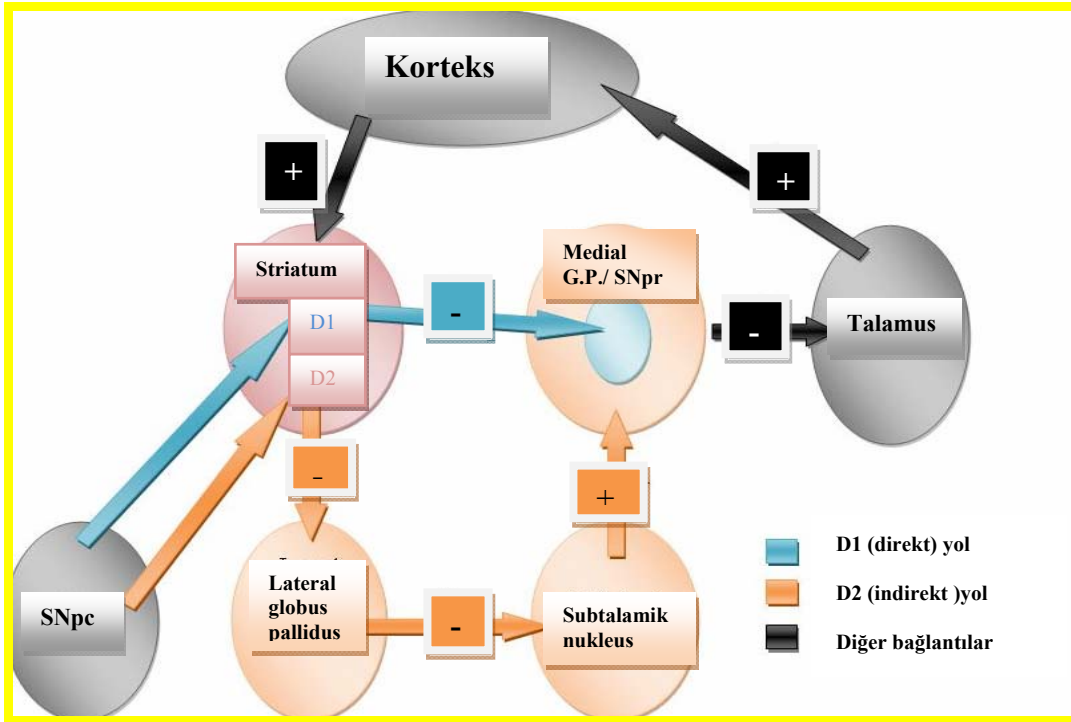 Korteks
+
+
Striatum
Medial
G.P./ SNpr
D1
-
-
Talamus
D2
-
+
Lateral
globus
pallidus
-
Subtalamik
nukleus
SNpc
D1 (direkt) yol
D2 (indirekt )yol
Diğer bağlantılar